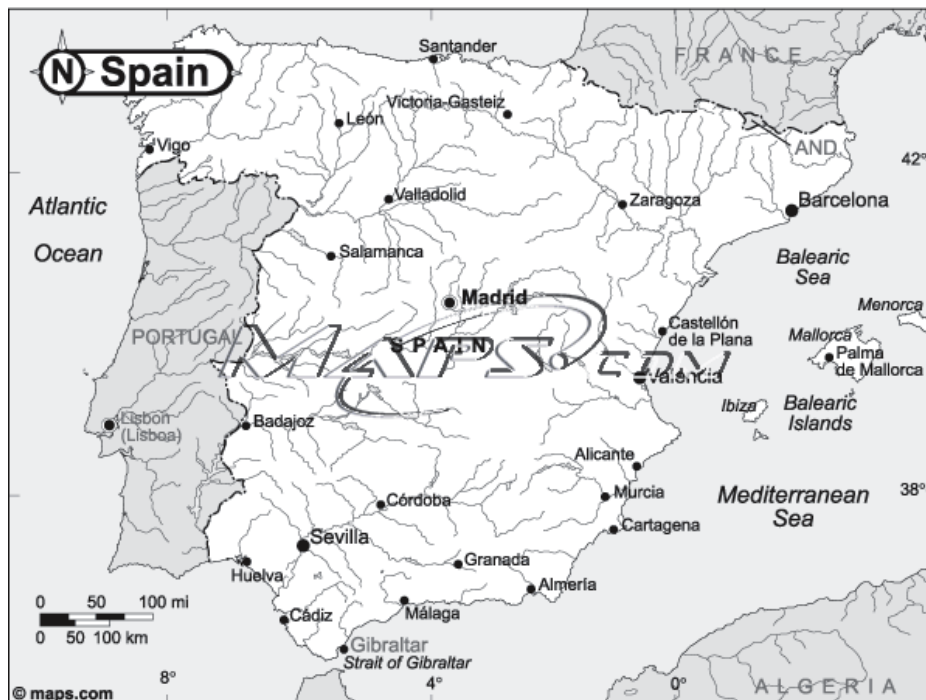 N Spain
Santander
FRANCE
Victoria-Gasteiz
León
Vigo
AND.
42°
Valladolid
Zaragoza
Barcelona
Atlantic
Ocean
Salamanca
Balearic
Sea
Madrid
Menorca
PORTUGAL
Castellón
de la Plana
Mallorca
SPAIN
MAPS.COM
Palma
de Mallorca
Valencia
Ibiza
Balearic
Islands
Lisbon
(Lisboa)
Badajoz
Alicante
Murcia
Mediterranean
Sea
38°
Córdoba
Cartagena
Sevilla
Granada
Huelva
Almería
0 50 100 mi
0 50 100 km
Cádiz
Málaga
Gibraltar
Strait of Gibraltar
8°
4°
0°
ALGERIA
© maps.com